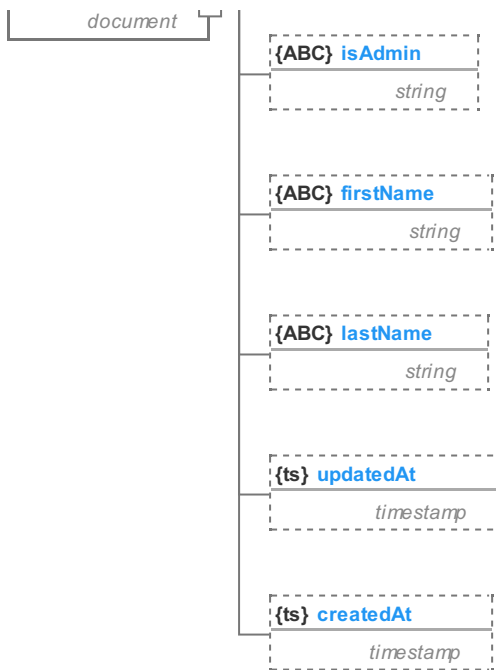 document
{ABC} isAdmin
string
{ABC} firstName
string
{ABC} lastName
string
{ts} updatedAt
timestamp
{ts} createdAt
timestamp